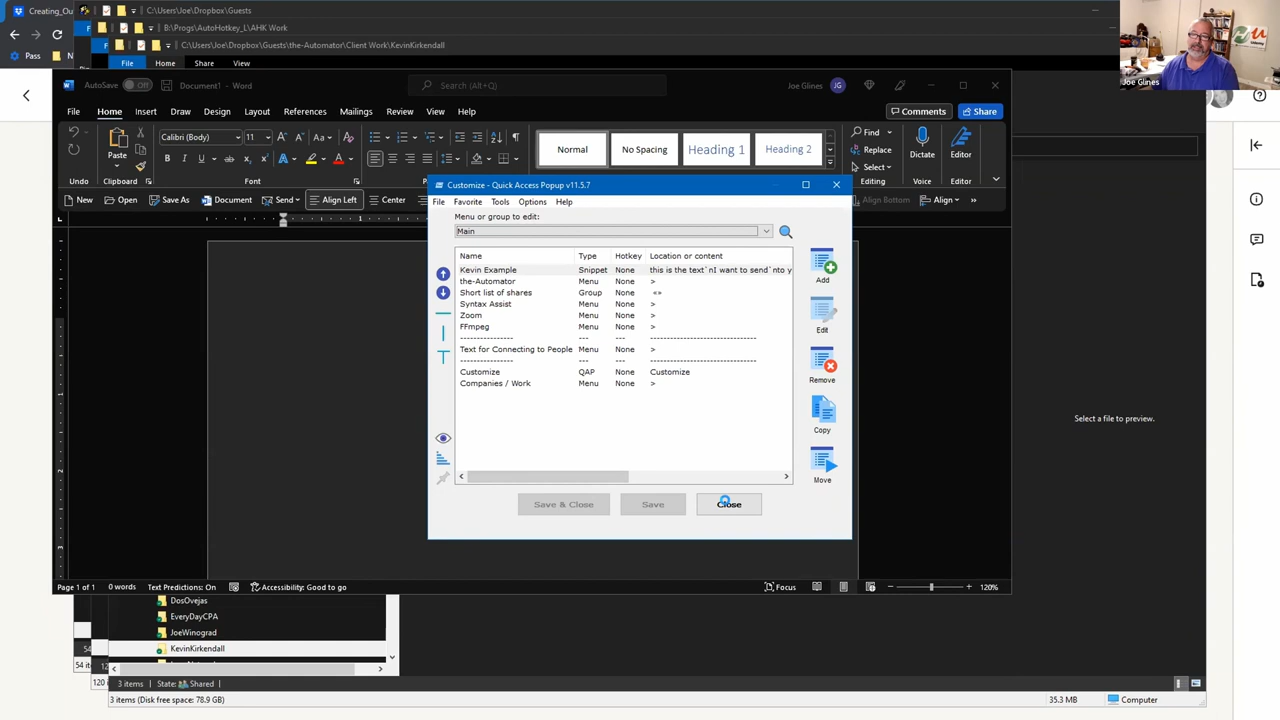 Creating_Ou
Pass
C:\Users\Joe\Dropbox\Guests
B:\Progs\AutoHotkey_L\AHK Work
C:\Users\Joe\Dropbox\Guests\the-Automator\Client Work\KevinKirkendall
File Home Share View
Joe Glines
AutoSave Off Document1 - Word Search (Alt+Q) Joe Glines JG
File Home Insert Draw Design Layout References Mailings Review View Help Comments Share
Calibri (Body) 11 Aa
Paste
Normal No Spacing Heading 1 Heading 2
Find
Replace
Select
Dictate Editor
Clipboard Font Editing Voice Editor
New Open Save As Document Send Align Left Center Align Right Align
Customize - Quick Access Popup v11.5.7
File Favorite Tools Options Help
Menu or group to edit:
Main
Name Type Hotkey Location or content
Kevin Example Snippet None this is the text`nI want to send`nto y
the-Automator Menu None >
Short list of shares Group None «»
Syntax Assist Menu None >
Zoom Menu None >
FFmpeg Menu None >
--------------- --- --- ------------------------------
Text for Connecting to People Menu None >
--------------- --- --- ------------------------------
Customize QAP None Customize
Companies / Work Menu None >
Add
Edit
Remove
Copy
Move
Save & Close Save Close
Select a file to preview.
Page 1 of 1 0 words Text Predictions: On Accessibility: Good to go Focus 120%
DosOvejas
EveryDayCPA
JoeWinograd
KevinKirkendall
54
54 it
12
120
3 items State: Shared
3 items (Disk free space: 78.9 GB) 35.3 MB Computer